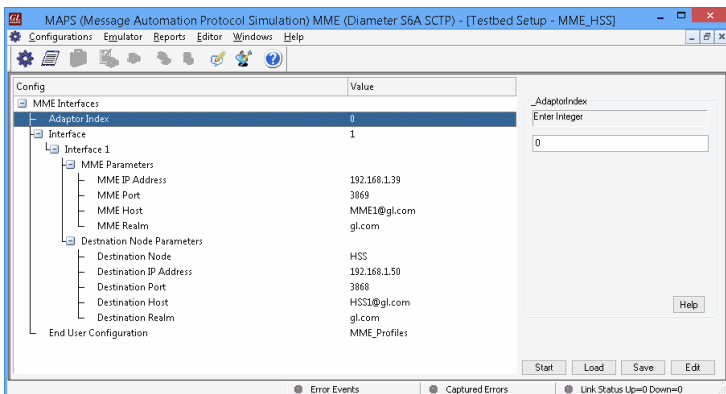 GL MAPS (Message Automation Protocol Simulation) MME (Diameter S6A SCTP) - [Testbed Setup - MME_HSS]
Configurations Emulator Reports Editor Windows Help
Config Value
MME Interfaces
Adaptor Index 0
Interface 1
Interface 1
MME Parameters
MME IP Address 192.168.1.39
MME Port 3869
MME Host MME1@gl.com
MME Realm gl.com
Destnation Node Parameters
Destination Node HSS
Destination IP Address 192.168.1.50
Destination Port 3868
Destination Host HSS1@gl.com
Destination Realm gl.com
End User Configuration MME_Profiles
_AdaptorIndex
Enter Integer
0
Help
Start Load Save Edit
Error Events Captured Errors Link Status Up=0 Down=0